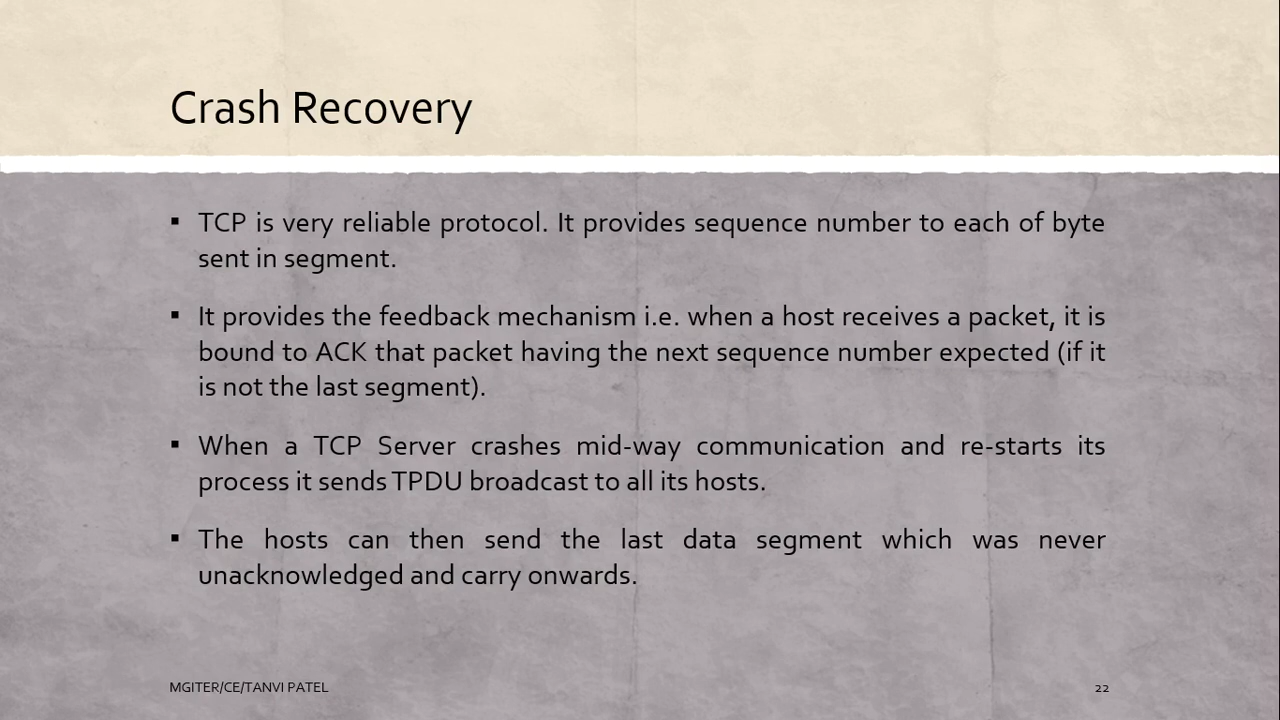 Crash Recovery
▪ TCP is very reliable protocol. It provides sequence number to each of byte
sent in segment.
▪ It provides the feedback mechanism i.e. when a host receives a packet, it is
bound to ACK that packet having the next sequence number expected (if it
is not the last segment).
▪ When a TCP Server crashes mid-way communication and re-starts its
process it sends TPDU broadcast to all its hosts.
▪ The hosts can then send the last data segment which was never
unacknowledged and carry onwards.
MGITER/CE/TANVI PATEL
22